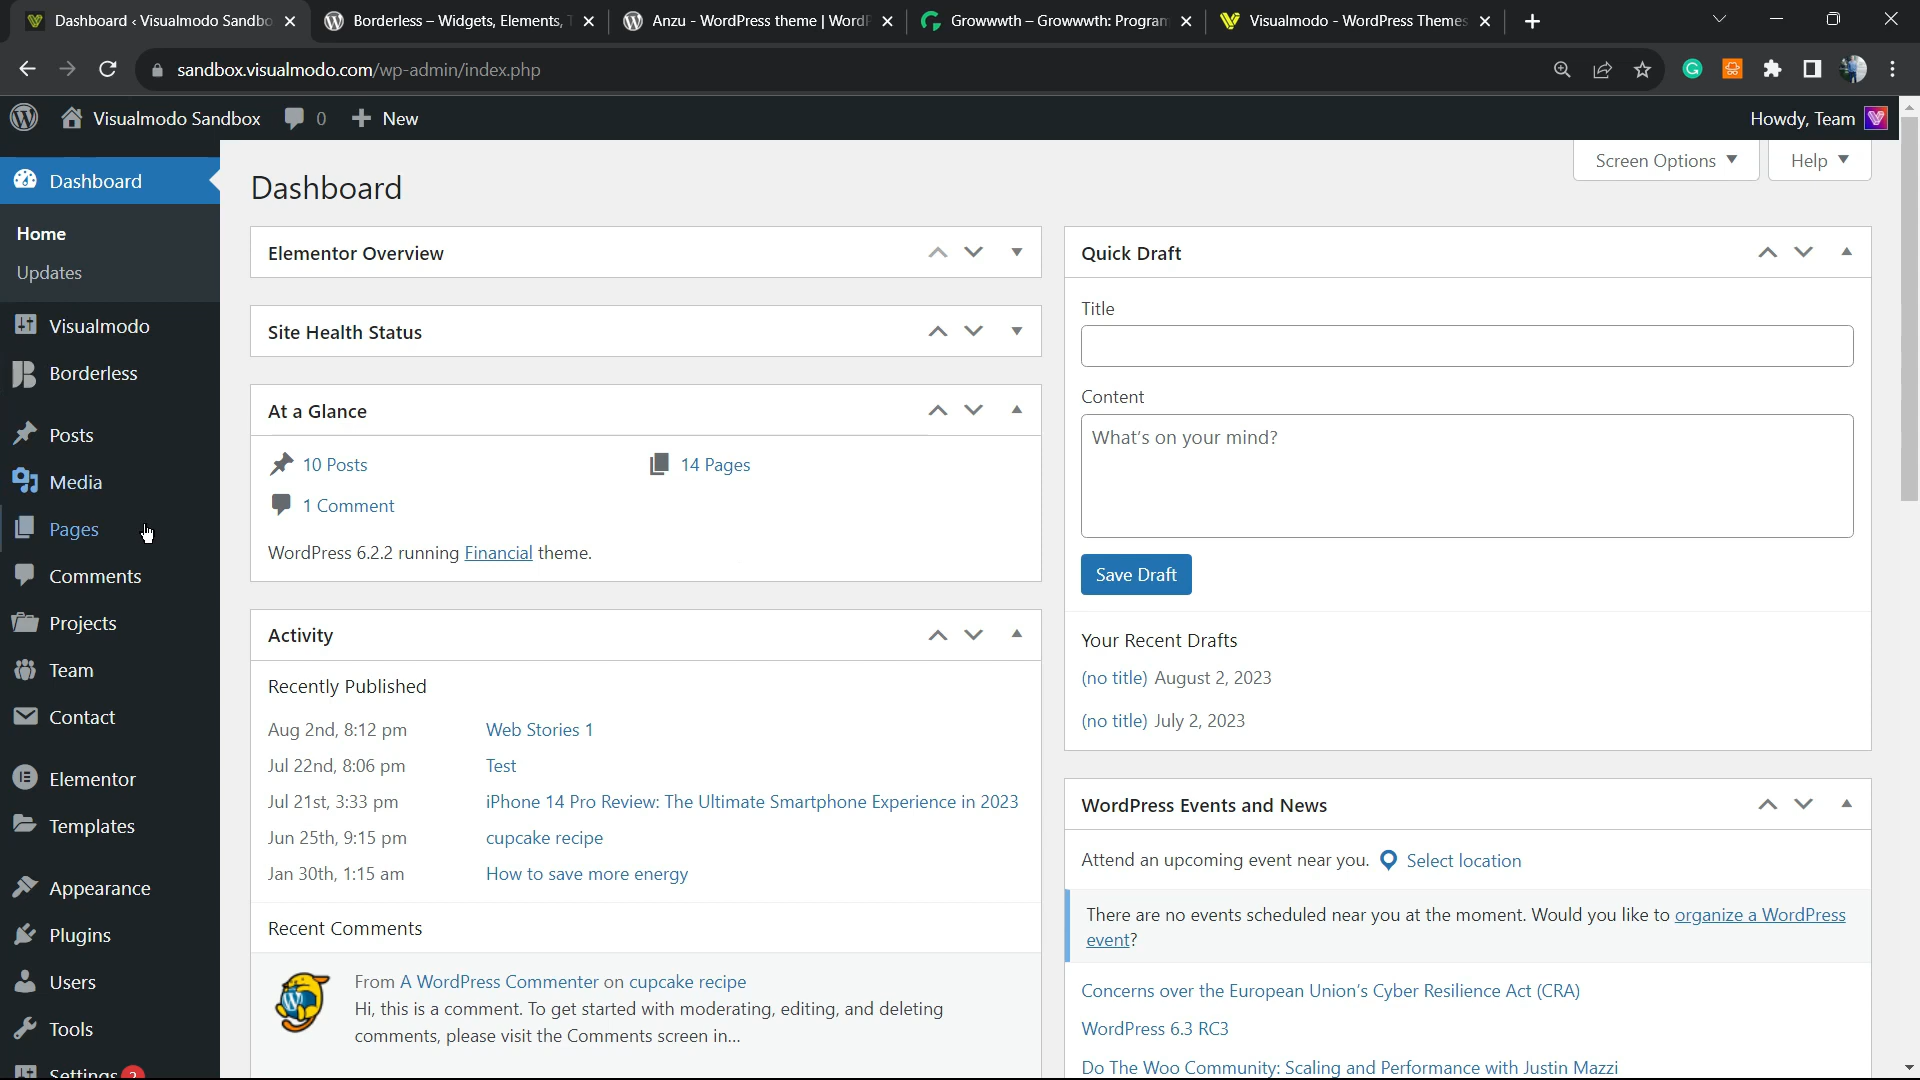 Dashboard ‹ Visualmodo Sandbo
Borderless – Widgets, Elements, T
Anzu - WordPress theme | WordP
Growwwth – Growwwth: Program
Visualmodo - WordPress Themes
sandbox.visualmodo.com/wp-admin/index.php
Visualmodo Sandbox
0
New
Howdy, Team
Dashboard
Home
Updates
Visualmodo
Borderless
Posts
Media
Pages
Comments
Projects
Team
Contact
Elementor
Templates
Appearance
Plugins
Users
Tools
Settings 2
Screen Options
Help
Dashboard
Elementor Overview
Site Health Status
At a Glance
10 Posts
14 Pages
1 Comment
WordPress 6.2.2 running Financial theme.
Activity
Recently Published
Aug 2nd, 8:12 pm Web Stories 1
Jul 22nd, 8:06 pm Test
Jul 21st, 3:33 pm iPhone 14 Pro Review: The Ultimate Smartphone Experience in 2023
Jun 25th, 9:15 pm cupcake recipe
Jan 30th, 1:15 am How to save more energy
Recent Comments
From A WordPress Commenter on cupcake recipe
Hi, this is a comment. To get started with moderating, editing, and deleting
comments, please visit the Comments screen in...
Quick Draft
Title
Content
What's on your mind?
Save Draft
Your Recent Drafts
(no title) August 2, 2023
(no title) July 2, 2023
WordPress Events and News
Attend an upcoming event near you. Select location
There are no events scheduled near you at the moment. Would you like to organize a WordPress
event?
Concerns over the European Union's Cyber Resilience Act (CRA)
WordPress 6.3 RC3
Do The Woo Community: Scaling and Performance with Justin Mazzi